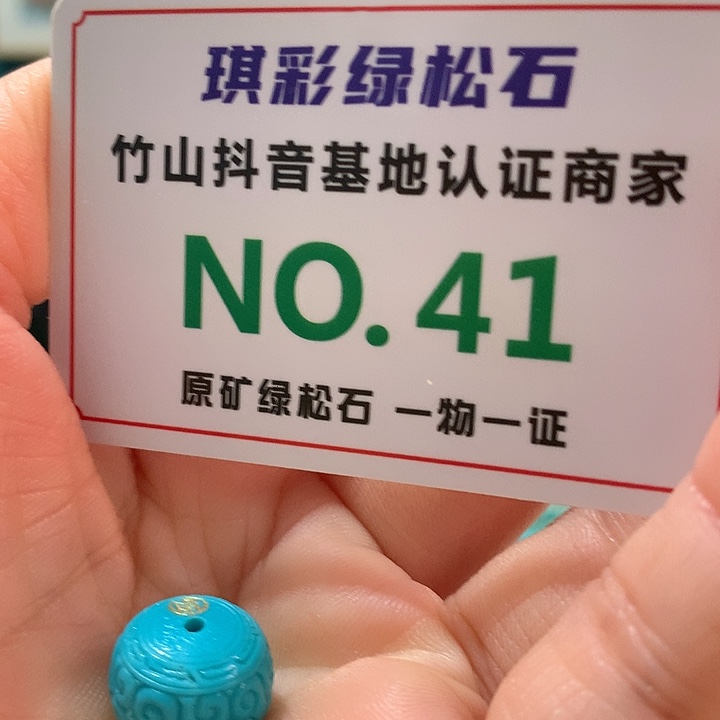 琪彩绿松石
竹山抖音基地认证商家
NO.41
原矿绿松石 一物一证